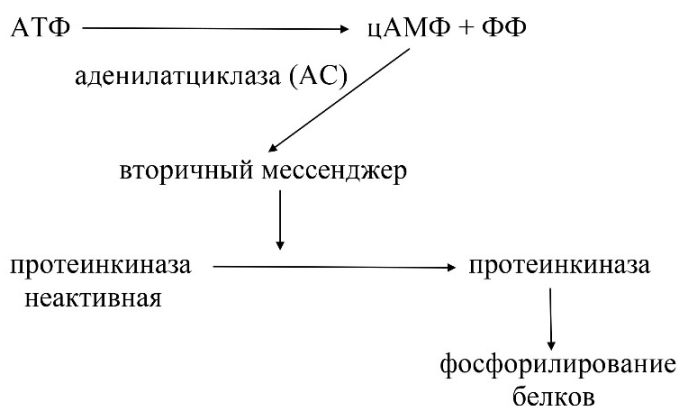 АТФ цАМФ + ФФ
аденилатциклаза (АС)
вторичный мессенджер
протеинкиназа протеинкиназа
неактивная
фосфорилирование
белков